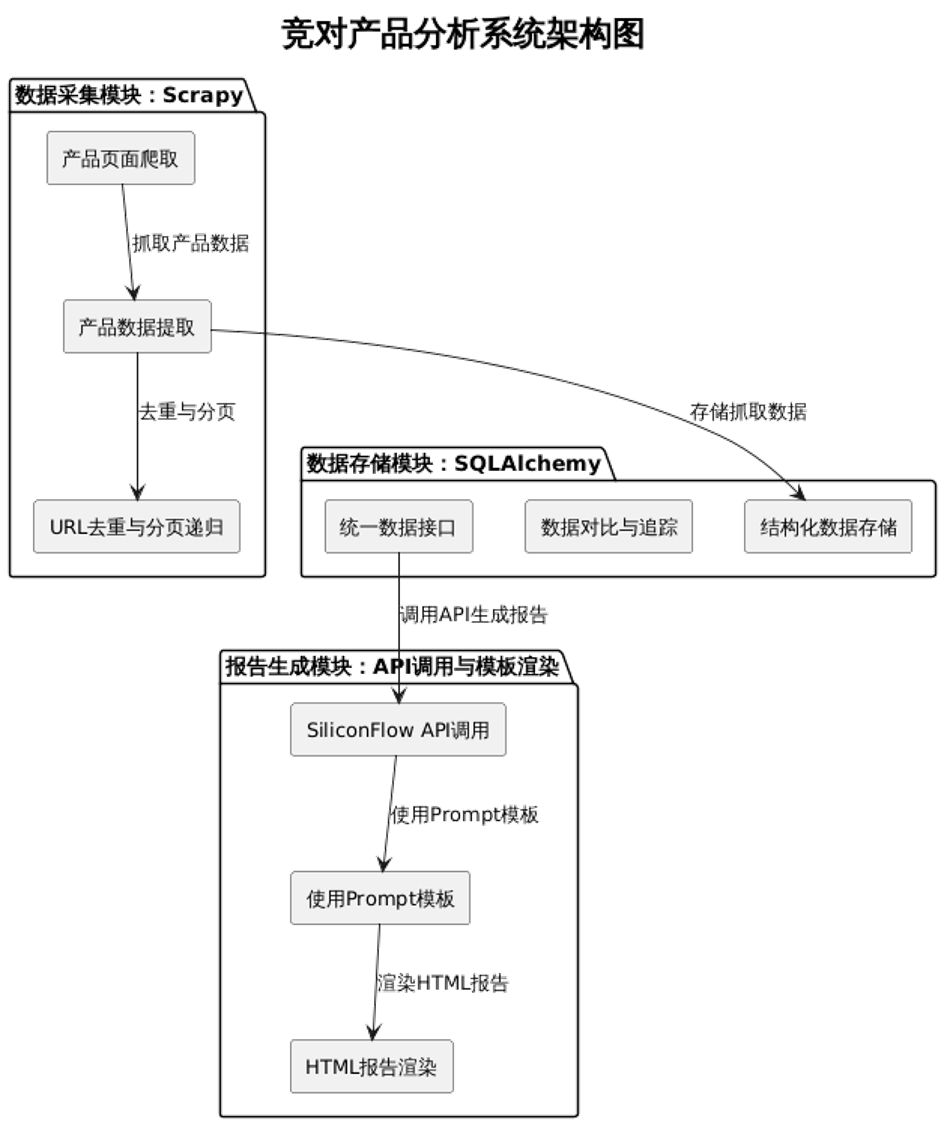 竞对产品分析系统架构图
数据采集模块：Scrapy
产品页面爬取
抓取产品数据
产品数据提取
去重与分页
URL去重与分页递归
存储抓取数据
数据存储模块：SQLAlchemy
统一数据接口
数据对比与追踪
结构化数据存储
调用API生成报告
报告生成模块：API调用与模板渲染
SiliconFlow API调用
使用Prompt模板
使用Prompt模板
渲染HTML报告
HTML报告渲染